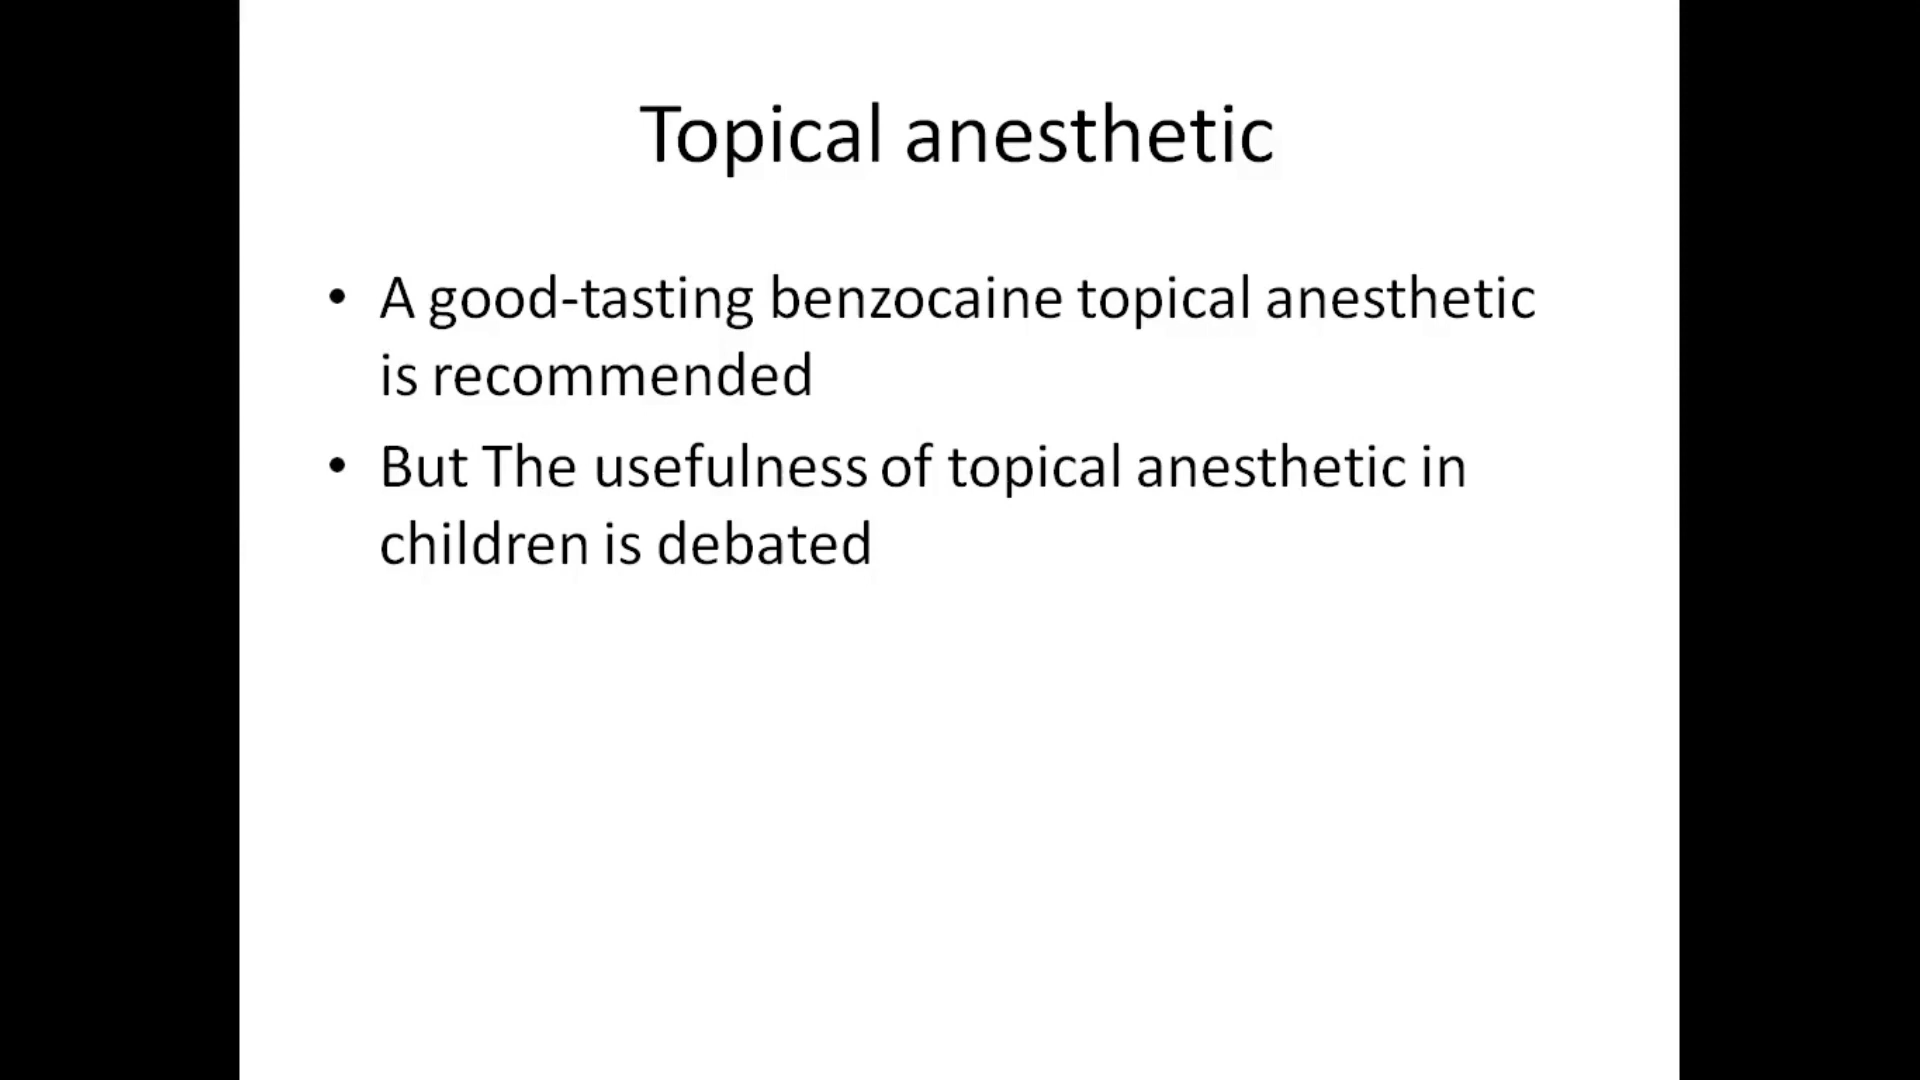 Topical anesthetic
• A good-tasting benzocaine topical anesthetic
is recommended
• But The usefulness of topical anesthetic in
children is debated